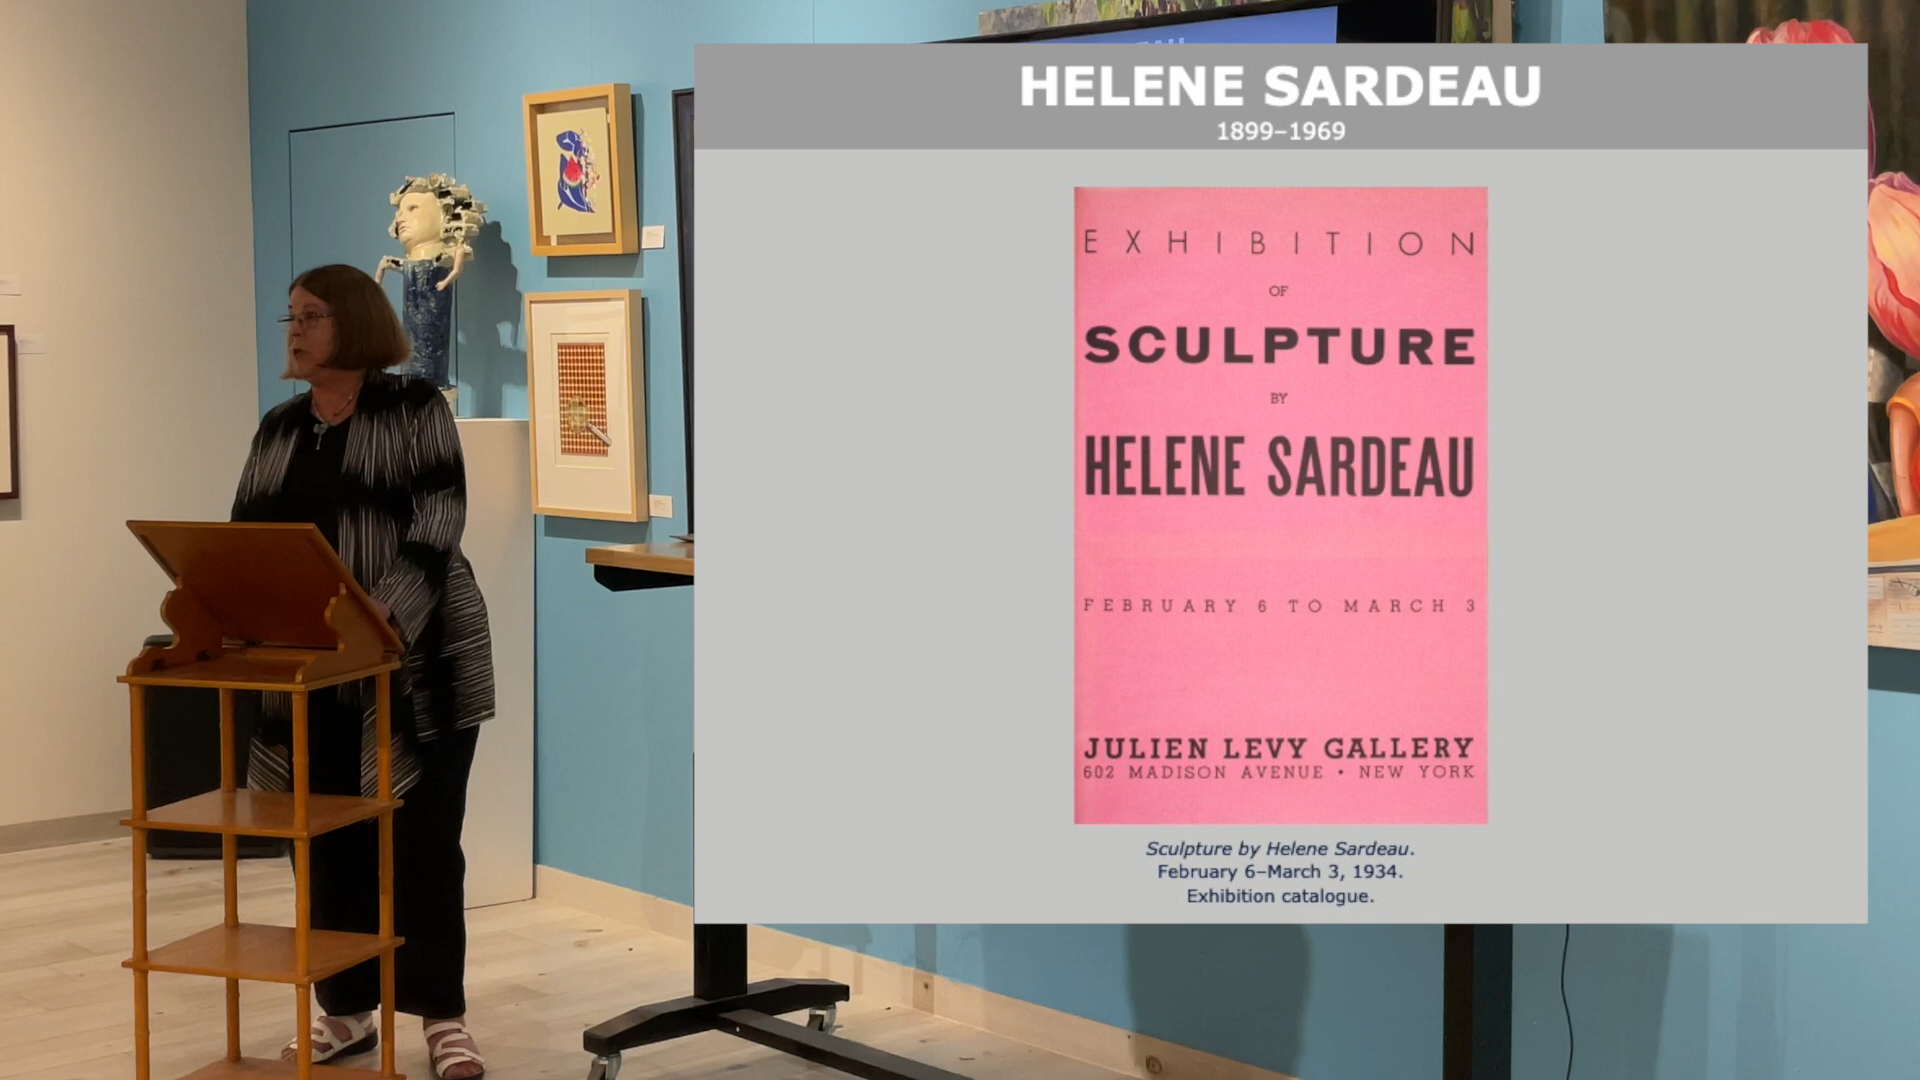 HELENE SARDEAU
1899–1969
EXHIBITION
OF
SCULPTURE
BY
HELENE SARDEAU
FEBRUARY 6 TO MARCH 3
JULIEN LEVY GALLERY
602 MADISON AVENUE • NEW YORK
Sculpture by Helene Sardeau.
February 6–March 3, 1934.
Exhibition catalogue.